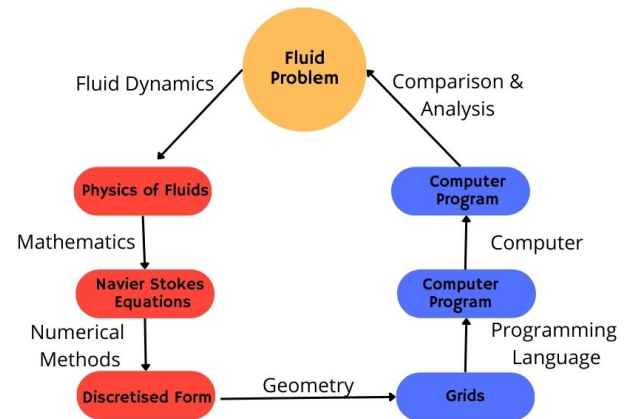 Fluid
Problem
Fluid Dynamics
Comparison &
Analysis
Physics of Fluids
Computer
Program
Mathematics
Computer
Navier Stokes
Equations
Computer
Program
Numerical
Methods
Programming
Language
Discretised Form
Geometry
Grids